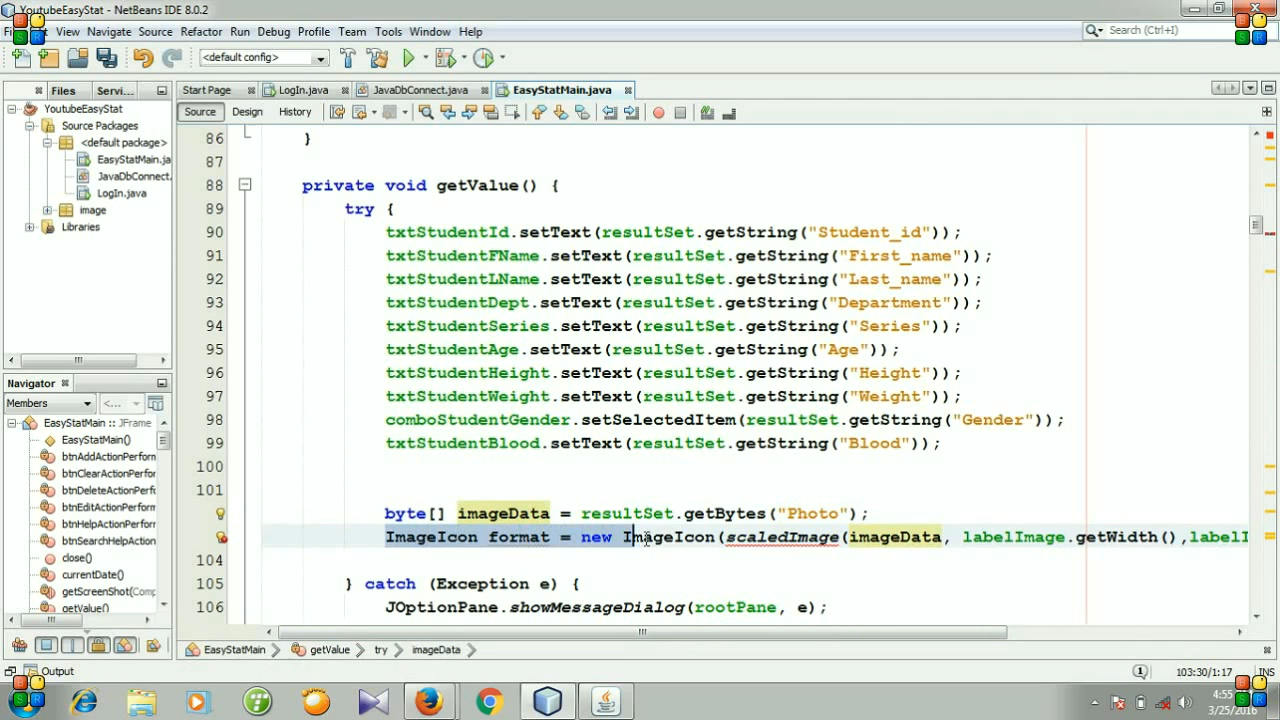 YoutubeEasyStat - NetBeans IDE 8.0.2
View Navigate Source Refactor Run Debug Profile Team Tools Window Help
Search (Ctrl+I)
<default config>
Files Servi...
Start Page LogIn.java JavaDbConnect.java EasyStatMain.java
YoutubeEasyStat
Source Packages
<default package>
EasyStatMain.ja
JavaDbConnect.
LogIn.java
image
Libraries
Source Design History
86 }
87
88 private void getValue() {
89 try {
90 txtStudentId.setText(resultSet.getString("Student_id"));
91 txtStudentFName.setText(resultSet.getString("First_name"));
92 txtStudentLName.setText(resultSet.getString("Last_name"));
93 txtStudentDept.setText(resultSet.getString("Department"));
94 txtStudentSeries.setText(resultSet.getString("Series"));
95 txtStudentAge.setText(resultSet.getString("Age"));
96 txtStudentHeight.setText(resultSet.getString("Height"));
97 txtStudentWeight.setText(resultSet.getString("Weight"));
98 comboStudentGender.setSelectedItem(resultSet.getString("Gender"));
99 txtStudentBlood.setText(resultSet.getString("Blood"));
100
101
byte[] imageData = resultSet.getBytes("Photo");
ImageIcon format = new ImageIcon(scaledImage(imageData, labelImage.getWidth(),labelI
104
105 } catch (Exception e) {
106 JOptionPane.showMessageDialog(rootPane, e);
Navigator
Members <...
EasyStatMain :: JFrame
EasyStatMain()
btnAddActionPerform
btnClearActionPerfor
btnDeleteActionPerfo
btnEditActionPerform
btnHelpActionPerform
btnSearchHelpAction
close()
currentDate()
getScreenShot(Comp
getValue()
EasyStatMain getValue try imageData
Output
103:30/1:17 INS
4:55
3/25/2016